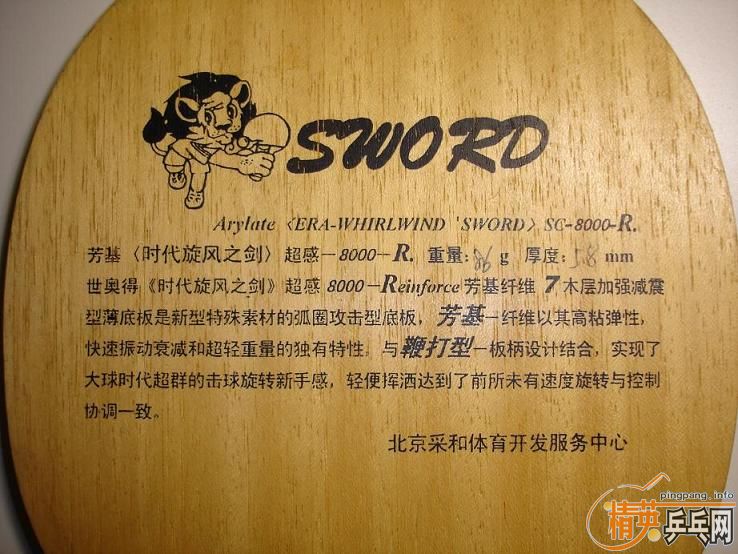 SWORD
Arylate 〈ERA-WHIRLWIND 'SWORD〉 SC-8000-R.
芳基〈时代旋风之剑〉超感－8000－R. 重量: 86 g 厚度: 5.8 mm
世奥得《时代旋风之剑》超感 8000－Reinforce 芳基纤维 7木层加强减震
型薄底板是新型特殊素材的弧圈攻击型底板，芳基－纤维以其高粘弹性，
快速振动衰减和超轻重量的独有特性。与鞭打型－板柄设计结合，实现了
大球时代超群的击球旋转新手感，轻便挥洒达到了前所未有速度旋转与控制
协调一致。
北京采和体育开发服务中心
pingpang.info
精英乒乓网